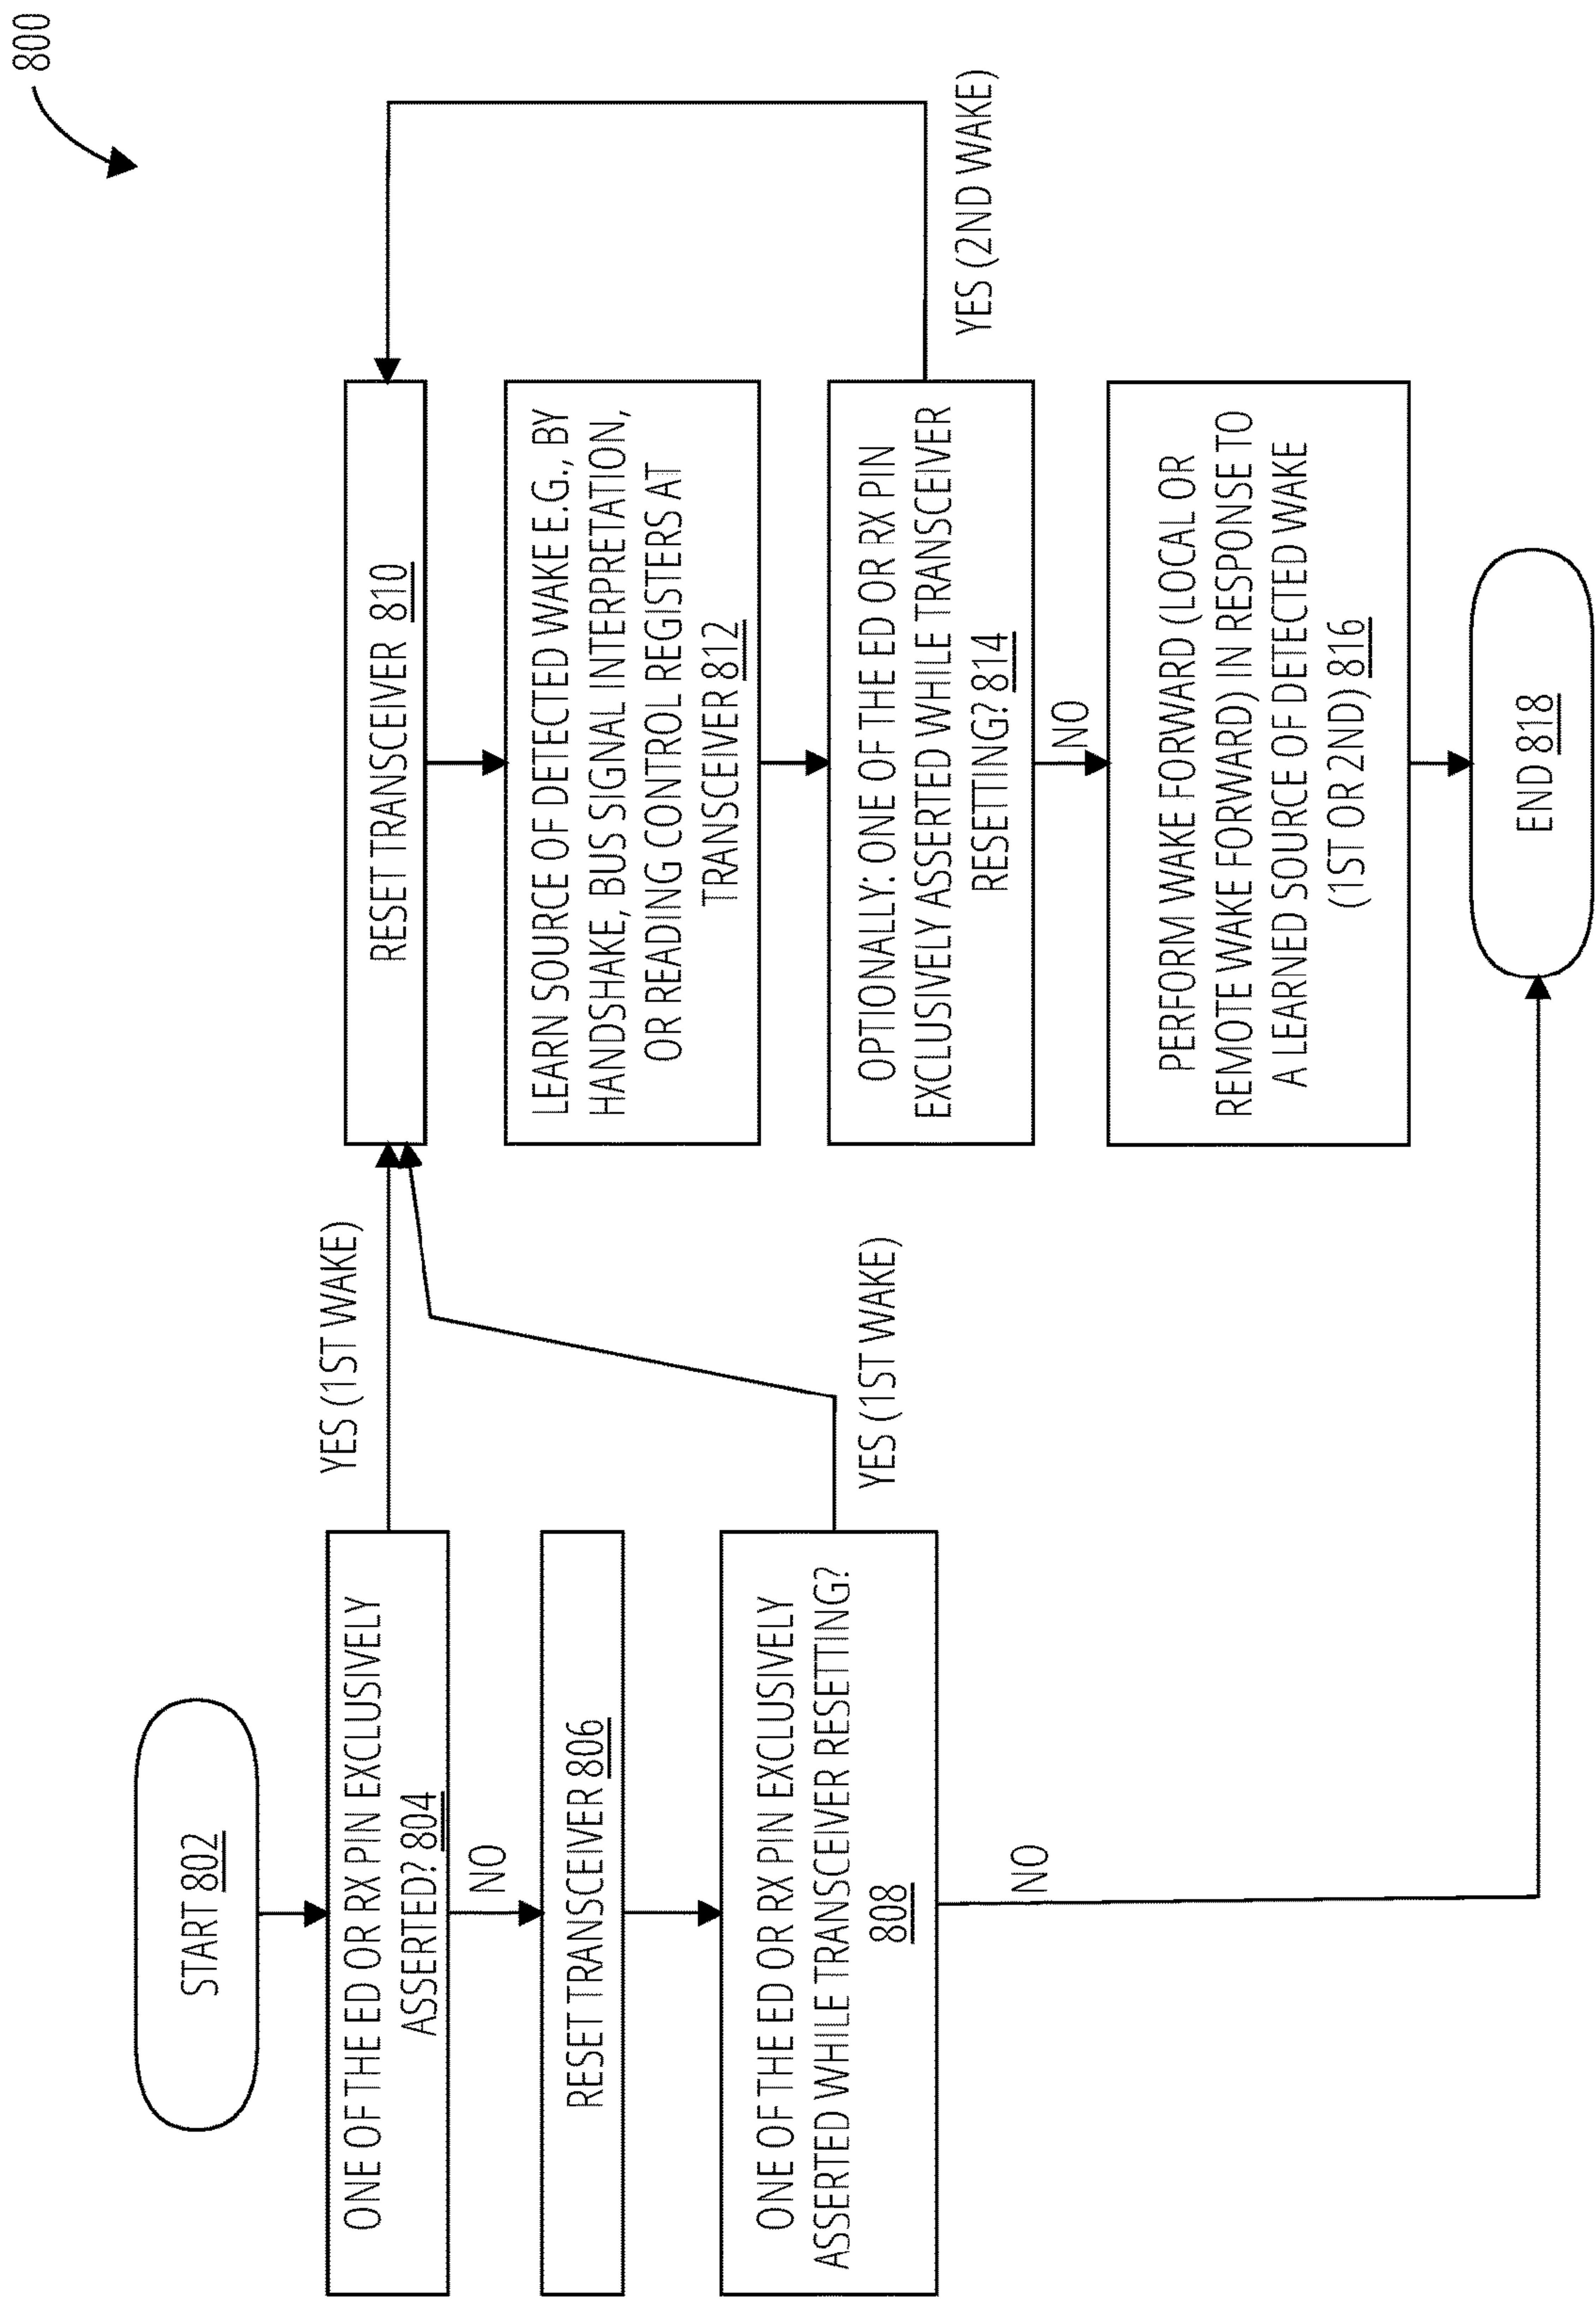 800
START 802
ONE OF THE ED OR RX PIN EXCLUSIVELY
ASSERTED? 804
YES (1ST WAKE)
NO
RESET TRANSCEIVER 806
ONE OF THE ED OR RX PIN EXCLUSIVELY
ASSERTED WHILE TRANSCEIVER RESETTING?
808
YES (1ST WAKE)
NO
RESET TRANSCEIVER 810
LEARN SOURCE OF DETECTED WAKE E.G., BY
HANDSHAKE, BUS SIGNAL INTERPRETATION,
OR READING CONTROL REGISTERS AT
TRANSCEIVER 812
OPTIONALLY: ONE OF THE ED OR RX PIN
EXCLUSIVELY ASSERTED WHILE TRANSCEIVER
RESETTING? 814
YES (2ND WAKE)
NO
PERFORM WAKE FORWARD (LOCAL OR
REMOTE WAKE FORWARD) IN RESPONSE TO
A LEARNED SOURCE OF DETECTED WAKE
(1ST OR 2ND) 816
END 818